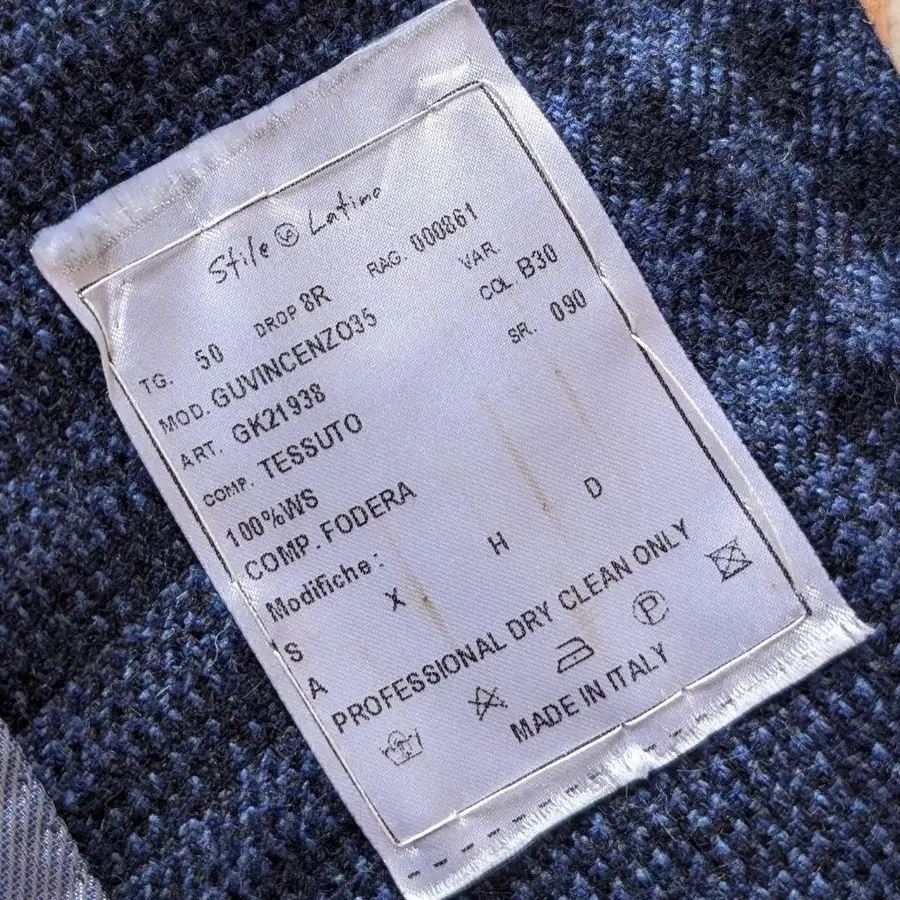 Stile LA Latino
TG. 50 DROP 8R RAG. 000861
MOD. GUVINCENZO35 VAR.
ART. GK21938 COL. B30
COMP. TESSUTO SR. 090
100%WS
COMP. FODERA
Modifiche :
S X H D
A
PROFESSIONAL DRY CLEAN ONLY
P
MADE IN ITALY